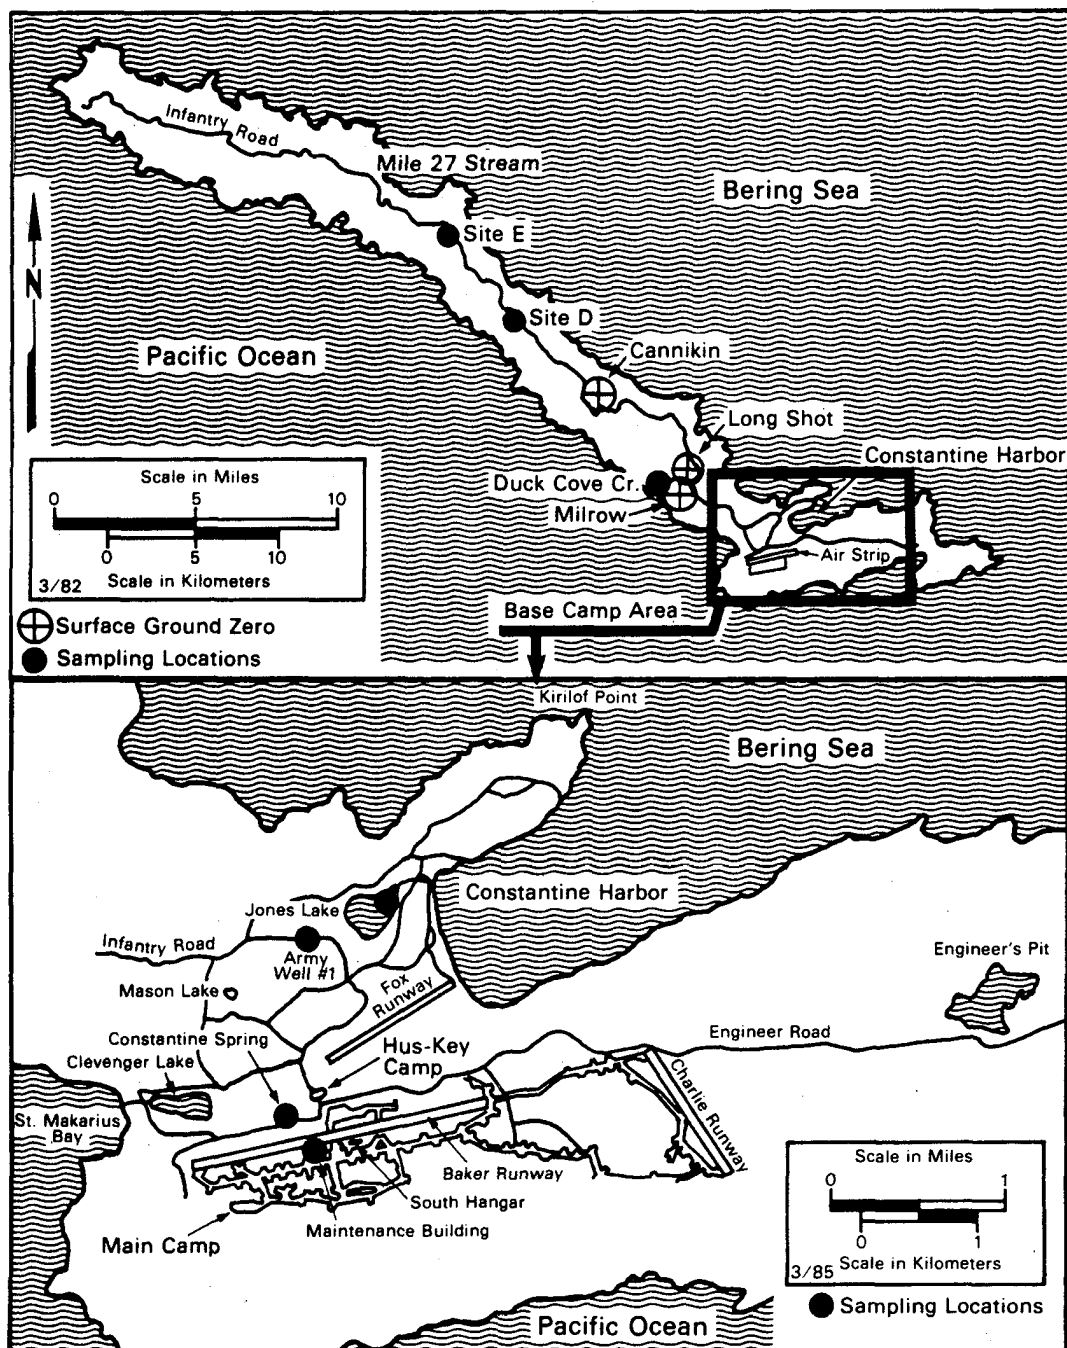 Infantry
Road
Mile 27 Stream
Bering Sea
Site E
N
Site D
Pacific Ocean
Cannikin
Long Shot
Constantine Harbor
Scale in Miles
0 5 10
Duck Cove Cr.
Milrow
0 5 10
Scale in Kilometers
3/82
Air Strip
Base Camp Area
Surface Ground Zero
Sampling Locations
Kirilof Point
Bering Sea
Constantine Harbor
Jones Lake
Infantry Road
Army
Well #1
Engineer's Pit
Mason Lake
Fox
Runway
Constantine Spring
Engineer Road
Clevenger Lake
Hus-Key
Camp
Charlie Runway
St. Makarius
Bay
Baker Runway
South Hangar
Maintenance Building
Main Camp
Scale in Miles
0 1
0 1
3/85
Scale in Kilometers
Sampling Locations
Pacific Ocean